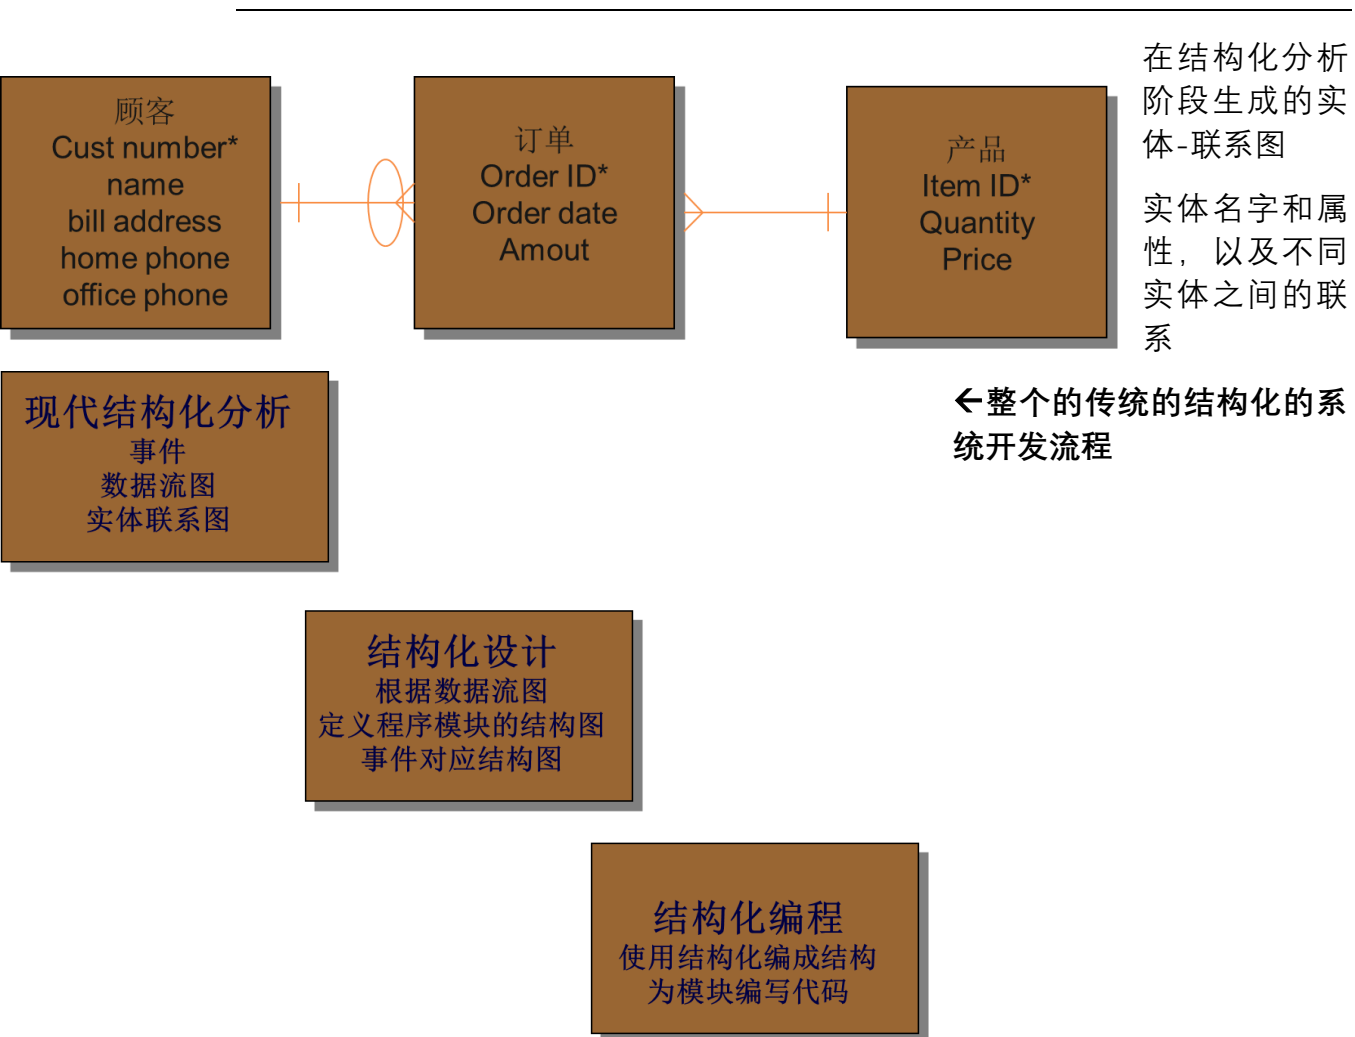 顾客
Cust number*
name
bill address
home phone
office phone
订单
Order ID*
Order date
Amout
产品
Item ID*
Quantity
Price
在结构化分析
阶段生成的实
体-联系图
实体名字和属
性，以及不同
实体之间的联
系
←整个的传统的结构化的系
统开发流程
现代结构化分析
事件
数据流图
实体联系图
结构化设计
根据数据流图
定义程序模块的结构图
事件对应结构图
结构化编程
使用结构化编成结构
为模块编写代码